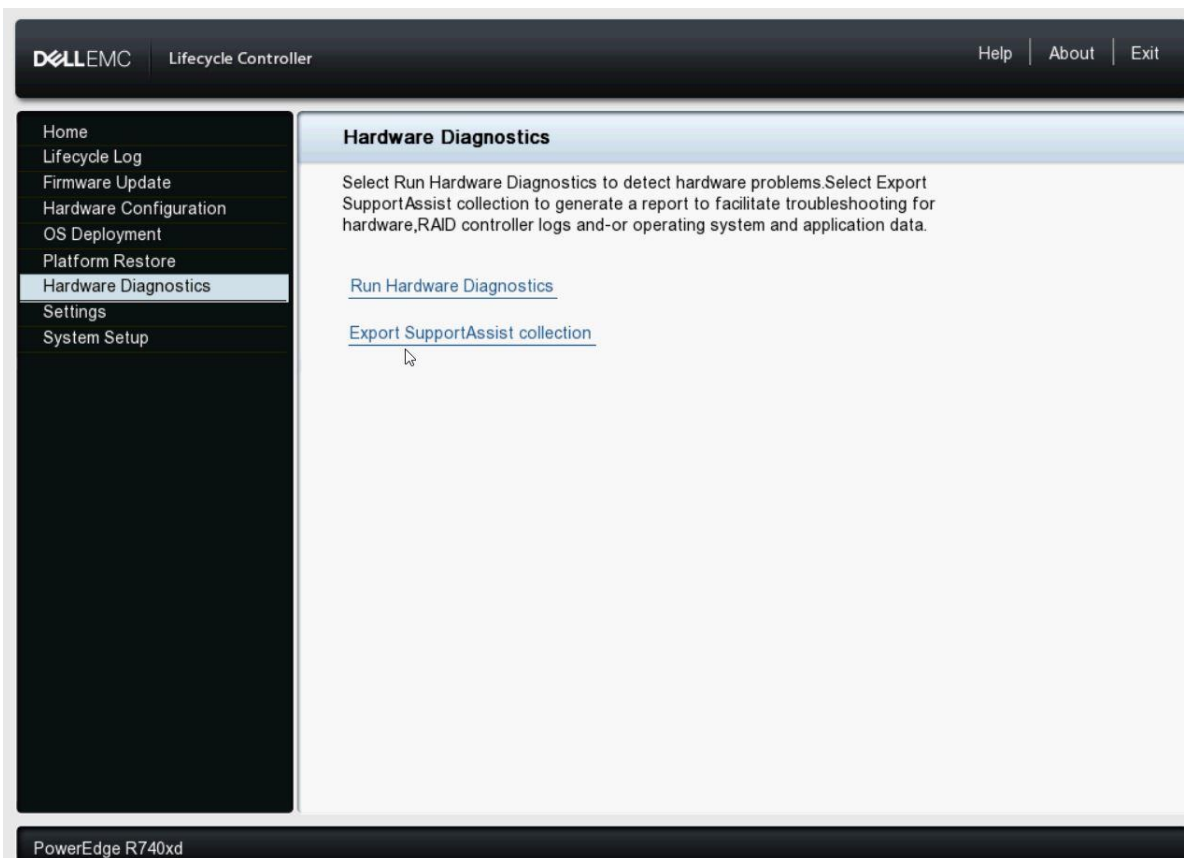 DELLEMC Lifecycle Controller
Help About Exit
Home
Lifecycle Log
Firmware Update
Hardware Configuration
OS Deployment
Platform Restore
Hardware Diagnostics
Settings
System Setup
Hardware Diagnostics
Select Run Hardware Diagnostics to detect hardware problems.Select Export
SupportAssist collection to generate a report to facilitate troubleshooting for
hardware,RAID controller logs and-or operating system and application data.
Run Hardware Diagnostics
Export SupportAssist collection
PowerEdge R740xd